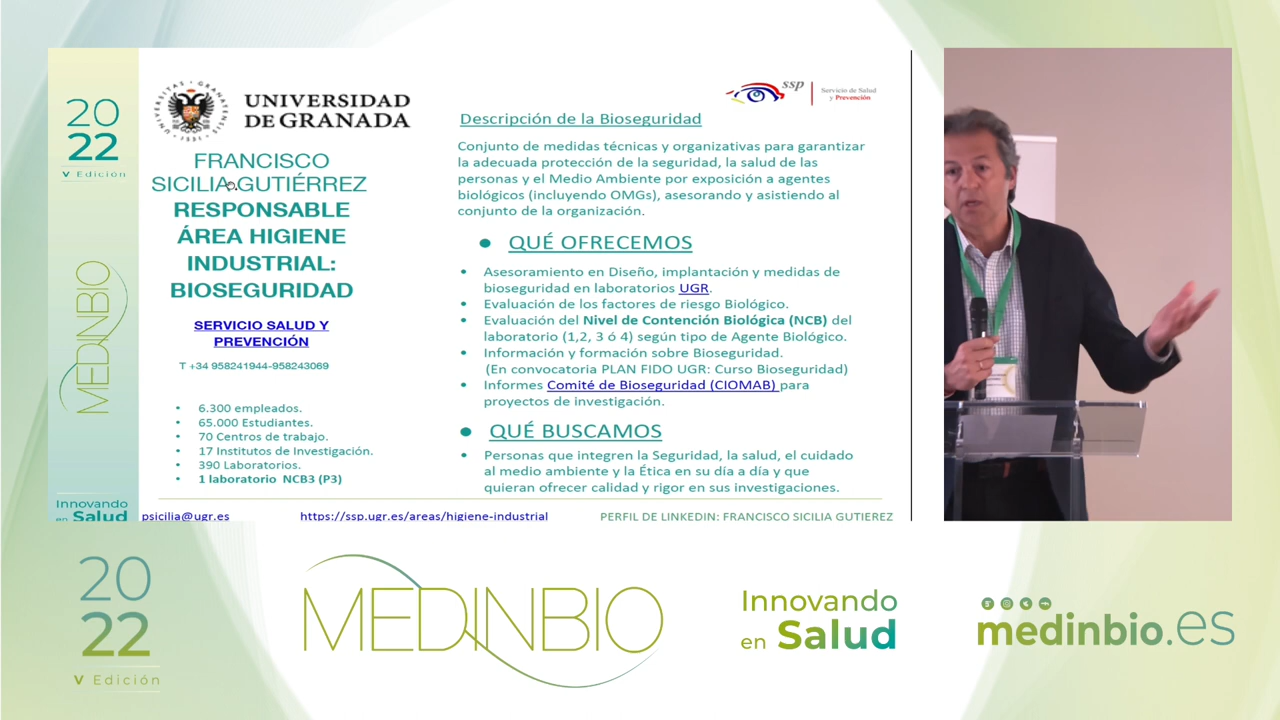 20
22
V Edición
MEDINBIO
Innovando
en Salud
UNIVERSIDAD
DE GRANADA
FRANCISCO
SICILIA GUTIÉRREZ
RESPONSABLE
ÁREA HIGIENE
INDUSTRIAL:
BIOSEGURIDAD
SERVICIO SALUD Y
PREVENCIÓN
T +34 958241944-958243069
• 6.300 empleados.
• 65.000 Estudiantes.
• 70 Centros de trabajo.
• 17 Institutos de Investigación.
• 390 Laboratorios.
• 1 laboratorio NCB3 (P3)
ssp
Servicio de Salud
y Prevención
Descripción de la Bioseguridad
Conjunto de medidas técnicas y organizativas para garantizar
la adecuada protección de la seguridad, la salud de las
personas y el Medio Ambiente por exposición a agentes
biológicos (incluyendo OMGs), asesorando y asistiendo al
conjunto de la organización.
• QUÉ OFRECEMOS
• Asesoramiento en Diseño, implantación y medidas de
bioseguridad en laboratorios UGR.
• Evaluación de los factores de riesgo Biológico.
• Evaluación del Nivel de Contención Biológica (NCB) del
laboratorio (1,2, 3 ó 4) según tipo de Agente Biológico.
• Información y formación sobre Bioseguridad.
(En convocatoria PLAN FIDO UGR: Curso Bioseguridad)
• Informes Comité de Bioseguridad (CIOMAB) para
proyectos de investigación.
• QUÉ BUSCAMOS
• Personas que integren la Seguridad, la salud, el cuidado
al medio ambiente y la Ética en su día a día y que
quieran ofrecer calidad y rigor en sus investigaciones.
psicilia@ugr.es
https://ssp.ugr.es/areas/higiene-industrial
PERFIL DE LINKEDIN: FRANCISCO SICILIA GUTIEREZ
20
22
V Edición
MEDINBIO
Innovando
en Salud
medinbio.es